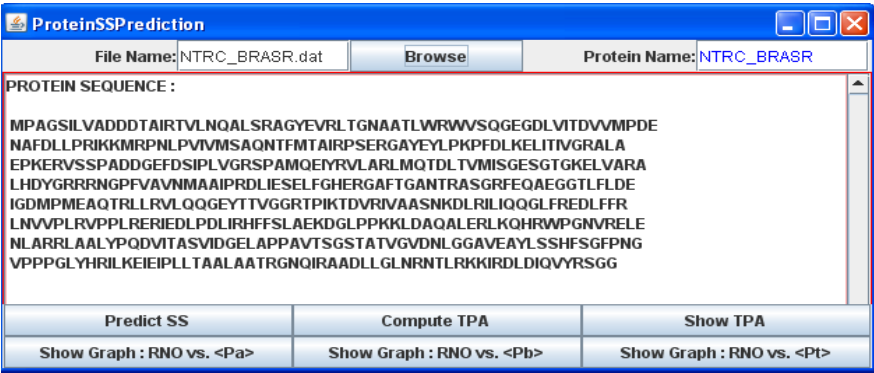 ProteinSSPrediction
File Name: NTRC_BRASR.dat Browse Protein Name: NTRC_BRASR
PROTEIN SEQUENCE :
MPAGSILVADDDTAIRTVLNQALSRAGYEVRLTGNAATLWRWVSQGEGDLVITDVVMPDE
NAFDLLPRIKKMRPNLPVIVMSAQNTFMTAIRPSERGAYEYLPKPFDLKELITIVGRALA
EPKERVSSPADDGEFDSIPLVGRSPAMQEIYRVLARLMQTDLTVMISGESGTGKELVARA
LHDYGRRRNGPFVAVNMAAIPRDLIESELFGHERGAFTGANTRASGRFEQAEGGTLFLDE
IGDMPMEAQTRLLRVLQQGEYTTVGGRTPIKTDVRIVAASNKDLRILIQQGLFREDLFFR
LNVVPLRVPPLRERIEDLPDLIRHFFSLAEKDGLPPKKLDAQALERLKQHRWPGNVRELE
NLARRLAALYPQDVITASVIDGELAPPAVTSGSTATVGVDNLGGAVEAYLSSHFSGFPNG
VPPPGLYHRILKEIEIPLLTAALAATRGNQIRAADLLGLNRNTLRKKIRDLDIQVYRSGG
Predict SS Compute TPA Show TPA
Show Graph : RNO vs. <Pa> Show Graph : RNO vs. <Pb> Show Graph : RNO vs. <Pt>